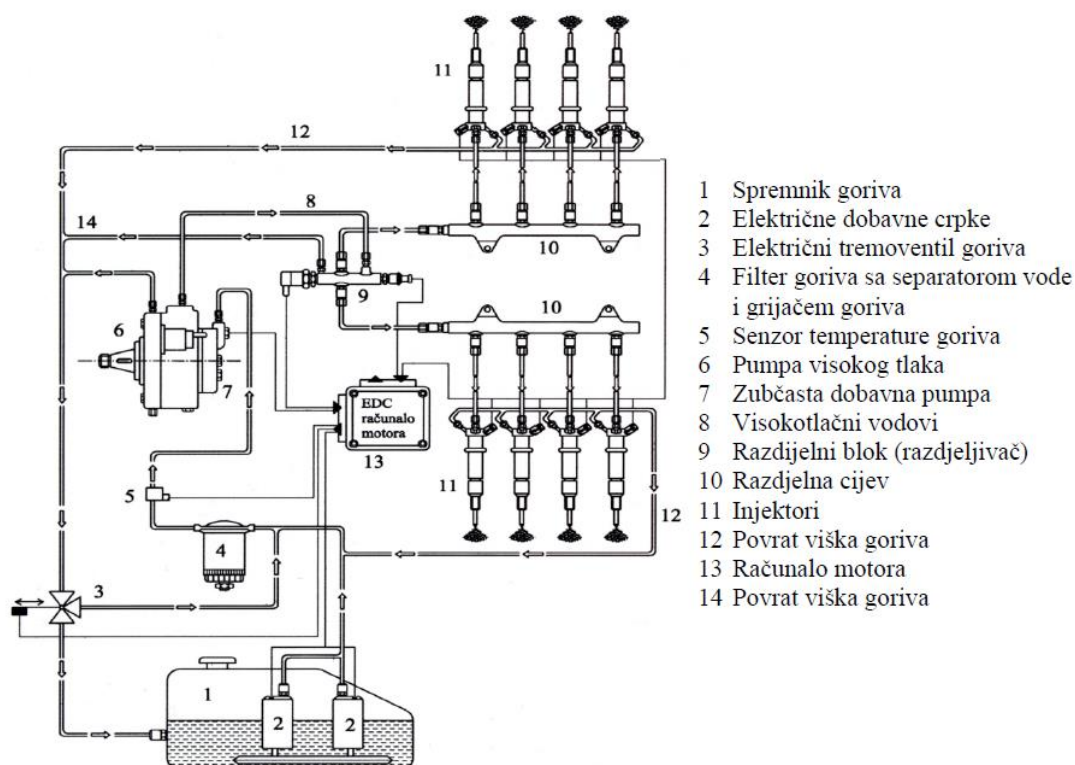 11
12
8
14
10
9
10
6
7
EDC
računalo
motora
13
5
11
12
4
3
1
2
2
1 Spremnik goriva
2 Električne dobavne crpke
3 Električni tremoventil goriva
4 Filter goriva sa separatorom vode
i grijačem goriva
5 Senzor temperature goriva
6 Pumpa visokog tlaka
7 Zubčasta dobavna pumpa
8 Visokotlačni vodovi
9 Razdijelni blok (razdjeljivač)
10 Razdjelna cijev
11 Injektori
12 Povrat viška goriva
13 Računalo motora
14 Povrat viška goriva